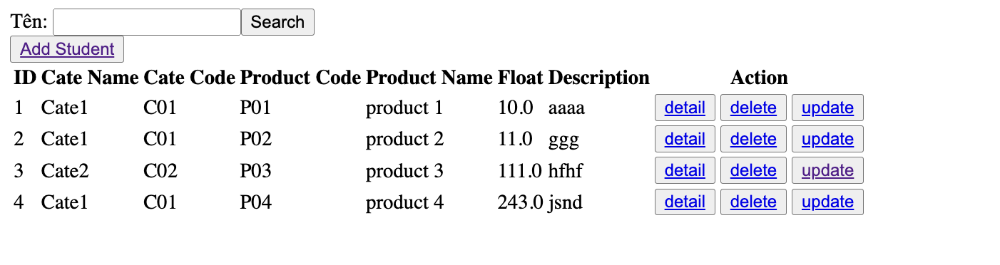 Tên: Search
Add Student
ID Cate Name Cate Code Product Code Product Name Float Description Action
1 Cate1 C01 P01 product 1 10.0 aaaa detail delete update
2 Cate1 C01 P02 product 2 11.0 ggg detail delete update
3 Cate2 C02 P03 product 3 111.0 hfhf detail delete update
4 Cate1 C01 P04 product 4 243.0 jsnd detail delete update